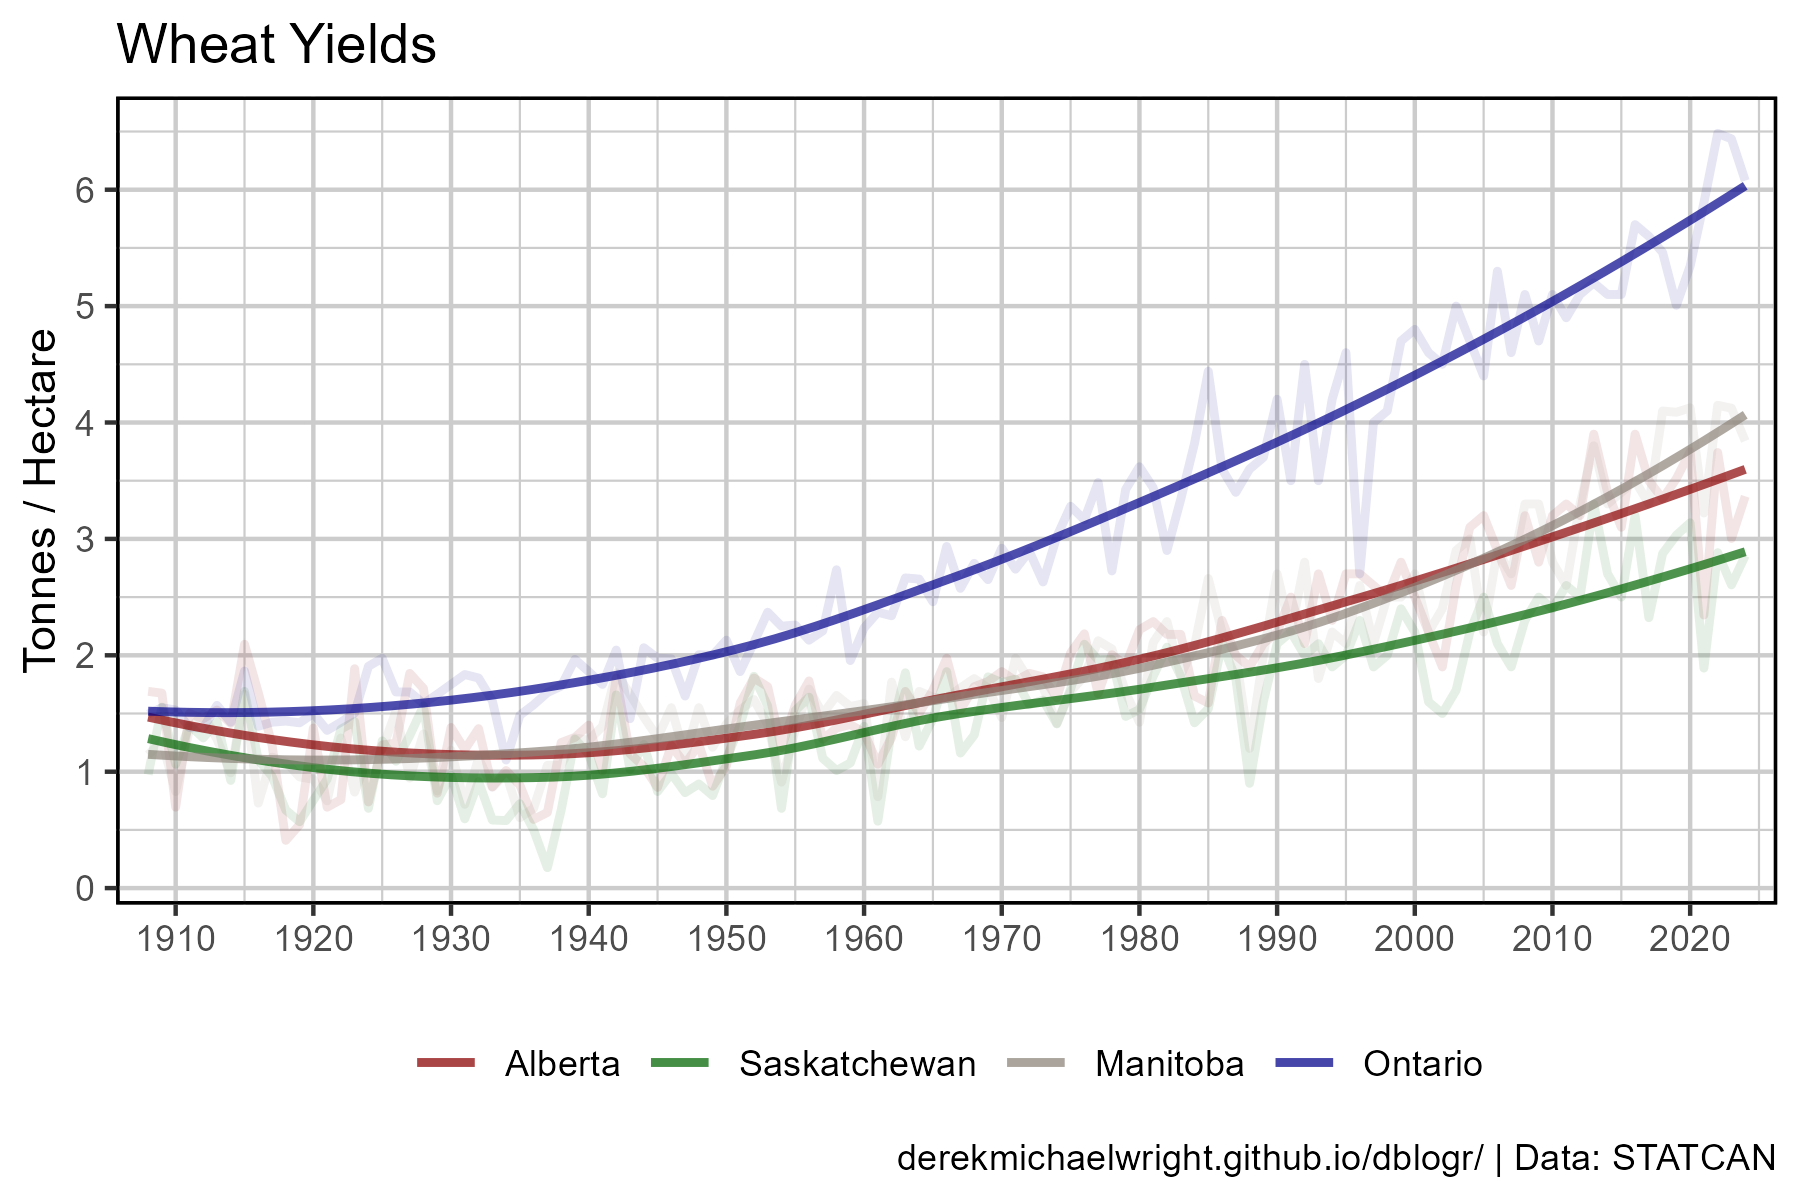 Wheat Yields
Tonnes / Hectare
6
5
4
3
2
1
0
1910 1920 1930 1940 1950 1960 1970 1980 1990 2000 2010 2020
Alberta Saskatchewan Manitoba Ontario
derekmichaelwright.github.io/dblogr/ | Data: STATCAN